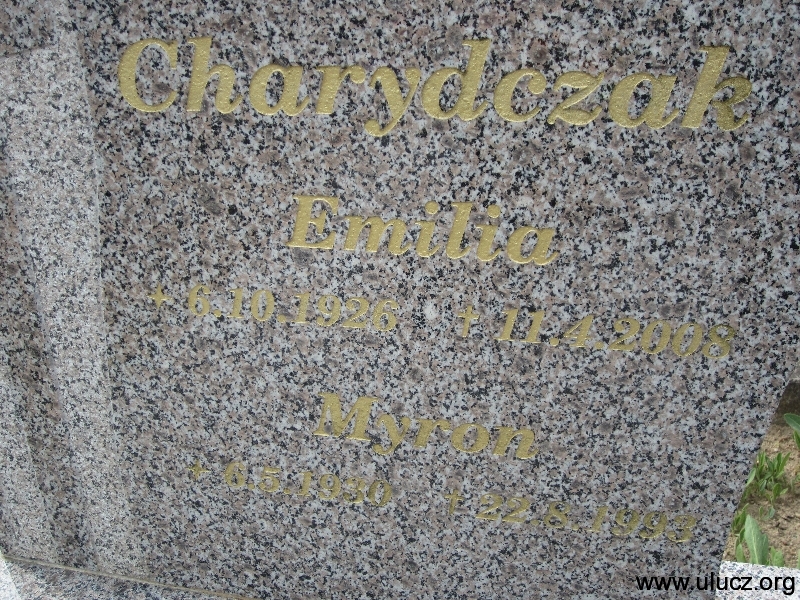 Charydczak
Emilia
+ 6.10.1926 † 11.4.2008
Myron
+ 6.5.1930 † 22.8.1993
www.ulucz.org